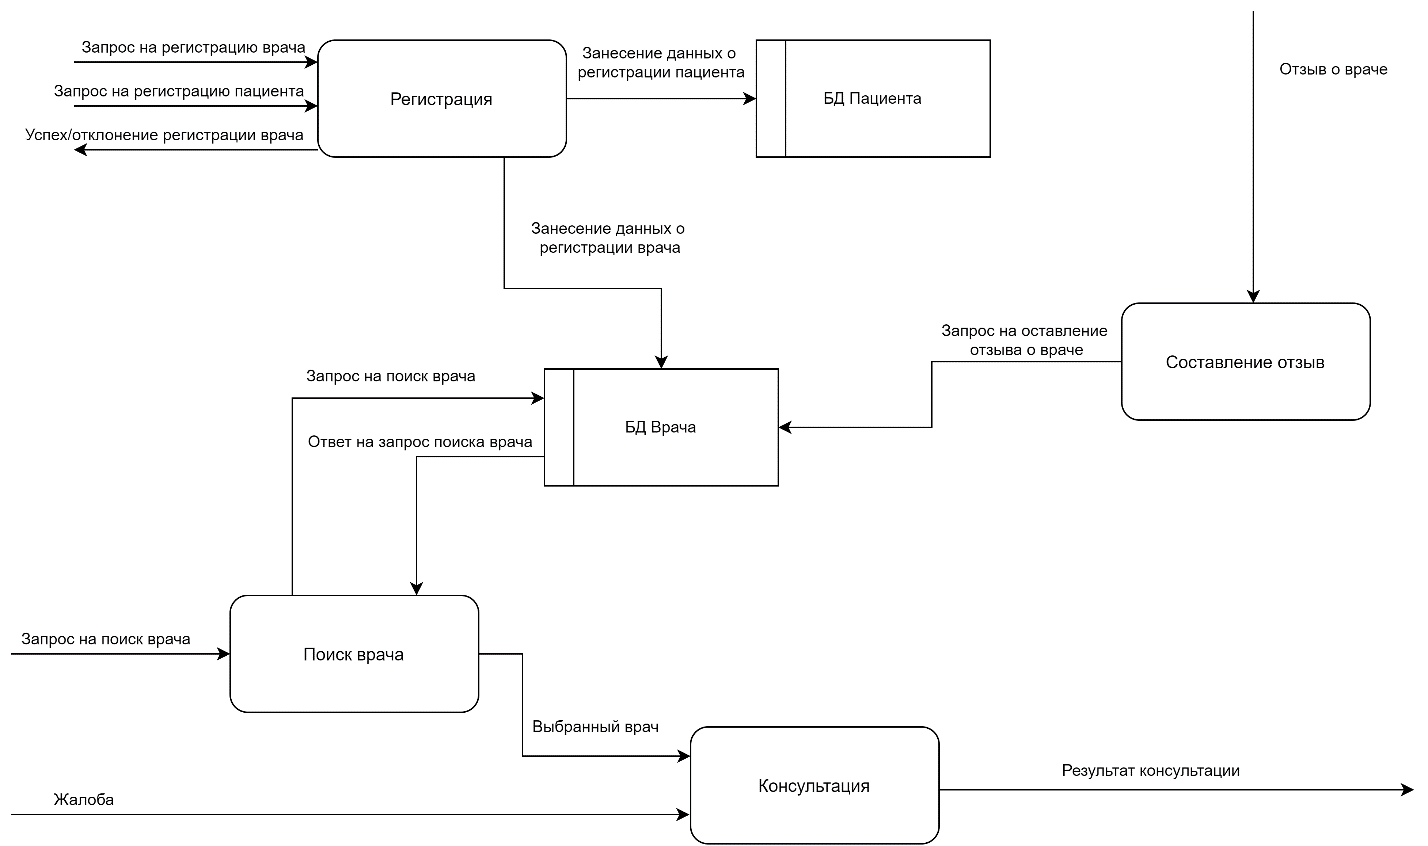 Запрос на регистрацию врача
Запрос на регистрацию пациента
Успех/отклонение регистрации врача
Регистрация
Занесение данных о
регистрации пациента
БД Пациента
Отзыв о враче
Занесение данных о
регистрации врача
Запрос на оставление
отзыва о враче
Составление отзыв
Запрос на поиск врача
Ответ на запрос поиска врача
БД Врача
Запрос на поиск врача
Поиск врача
Выбранный врач
Жалоба
Консультация
Результат консультации